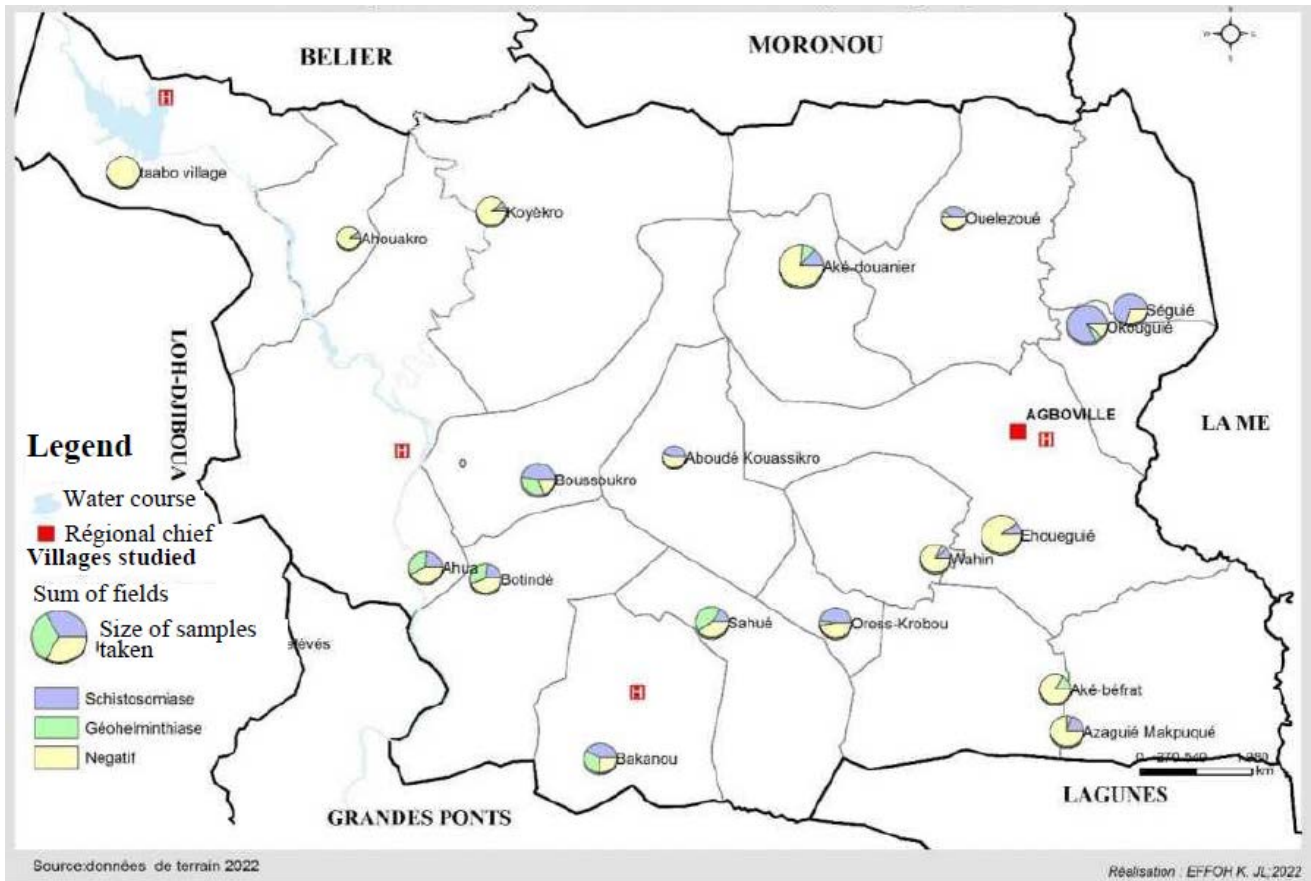 BELIER
MORONOU
H
taabo village
Koyèkro
Ahouakro
Ouelezoué
Aké-douanier
Séguié
Okouguié
LOH-DJIBOUA
AGBOVILLE
H
LA ME
H
Aboudé Kouassikro
Boussoukro
Ehoueguié
Wahin
Ahua
Botindé
Sahué
Oress-Krobou
H
Aké-béfrat
Azaguié Makpuqué
Bakanou
km
LAGUNES
GRANDES PONTS
Legend
Water course
Régional chief
Villages studied
Sum of fields
Size of samples
taken
élévés
Schistosomiase
Géohelminthiase
Negatif
Source:données de terrain 2022
Réalisation : EFFOH K. JL;2022